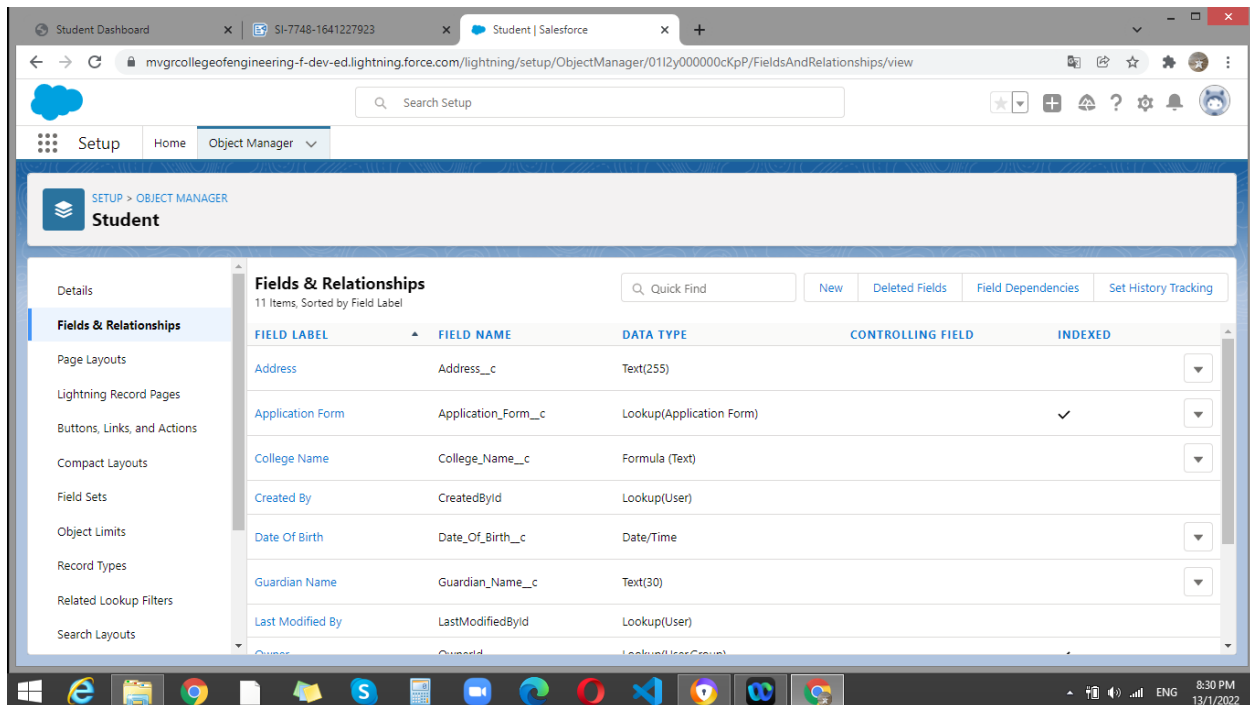 Student Dashboard
SI-7748-1641227923
Student | Salesforce
mvgrcollegeofengineering-f-dev-ed.lightning.force.com/lightning/setup/ObjectManager/01I2y000000cKpP/FieldsAndRelationships/view
Search Setup
Setup Home Object Manager
SETUP > OBJECT MANAGER
Student
Details
Fields & Relationships
Page Layouts
Lightning Record Pages
Buttons, Links, and Actions
Compact Layouts
Field Sets
Object Limits
Record Types
Related Lookup Filters
Search Layouts
Fields & Relationships
11 Items, Sorted by Field Label
Quick Find New Deleted Fields Field Dependencies Set History Tracking
FIELD LABEL FIELD NAME DATA TYPE CONTROLLING FIELD INDEXED
Address Address__c Text(255)
Application Form Application_Form__c Lookup(Application Form)
College Name College_Name__c Formula (Text)
Created By CreatedById Lookup(User)
Date Of Birth Date_Of_Birth__c Date/Time
Guardian Name Guardian_Name__c Text(30)
Last Modified By LastModifiedById Lookup(User)
Owner OwnerId Lookup(User,Group)
ENG
8:30 PM
13/1/2022